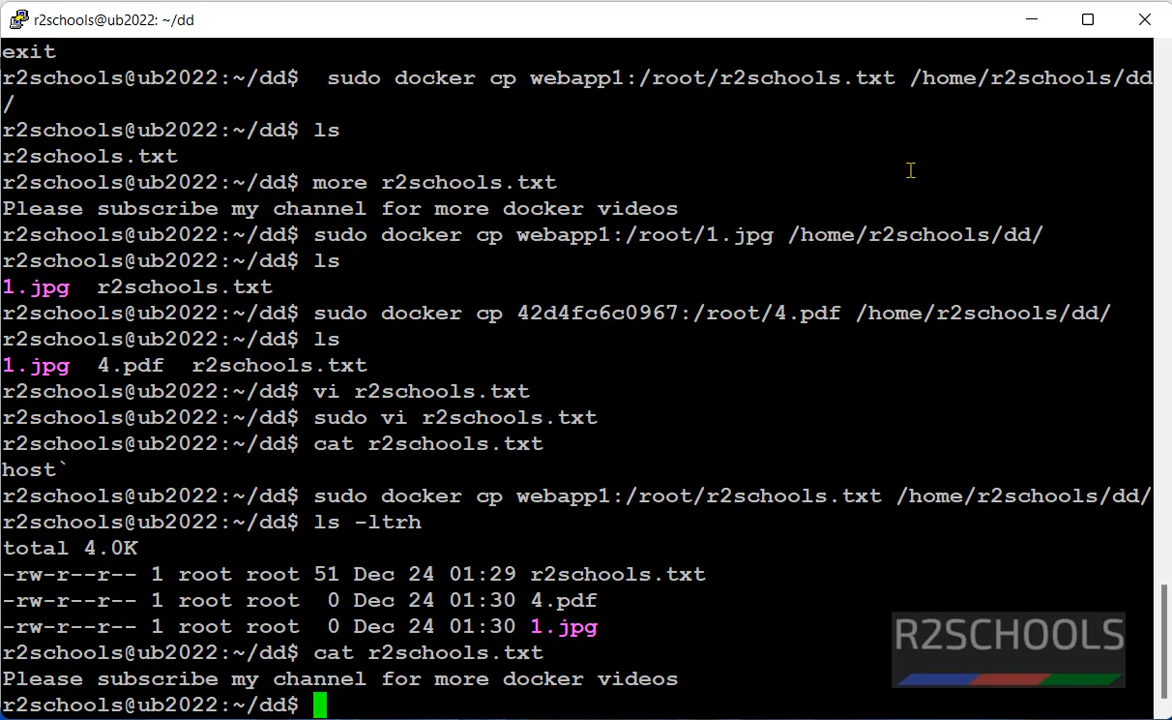 r2schools@ub2022: ~/dd
exit
r2schools@ub2022:~/dd$  sudo docker cp webapp1:/root/r2schools.txt /home/r2schools/dd
/
r2schools@ub2022:~/dd$ ls
r2schools.txt
r2schools@ub2022:~/dd$ more r2schools.txt
Please subscribe my channel for more docker videos
r2schools@ub2022:~/dd$ sudo docker cp webapp1:/root/1.jpg /home/r2schools/dd/
r2schools@ub2022:~/dd$ ls
1.jpg  r2schools.txt
r2schools@ub2022:~/dd$ sudo docker cp 42d4fc6c0967:/root/4.pdf /home/r2schools/dd/
r2schools@ub2022:~/dd$ ls
1.jpg  4.pdf  r2schools.txt
r2schools@ub2022:~/dd$ vi r2schools.txt
r2schools@ub2022:~/dd$ sudo vi r2schools.txt
r2schools@ub2022:~/dd$ cat r2schools.txt
host`
r2schools@ub2022:~/dd$ sudo docker cp webapp1:/root/r2schools.txt /home/r2schools/dd/
r2schools@ub2022:~/dd$ ls -ltrh
total 4.0K
-rw-r--r-- 1 root root 51 Dec 24 01:29 r2schools.txt
-rw-r--r-- 1 root root  0 Dec 24 01:30 4.pdf
-rw-r--r-- 1 root root  0 Dec 24 01:30 1.jpg
R2SCHOOLS
r2schools@ub2022:~/dd$ cat r2schools.txt
Please subscribe my channel for more docker videos
r2schools@ub2022:~/dd$